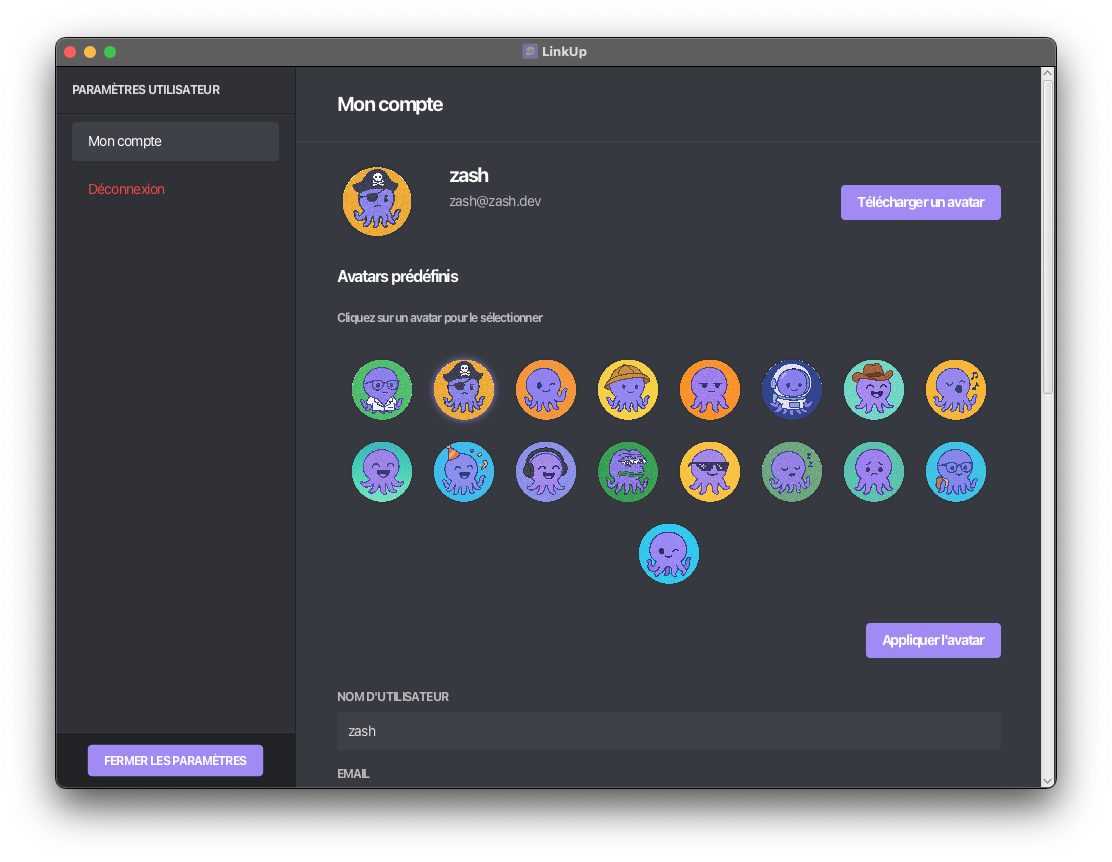 LinkUp
PARAMÈTRES UTILISATEUR
Mon compte
Déconnexion
FERMER LES PARAMÈTRES
Mon compte
zash
zash@zash.dev
Télécharger un avatar
Avatars prédéfinis
Cliquez sur un avatar pour le sélectionner
Appliquer l'avatar
NOM D'UTILISATEUR
zash
EMAIL